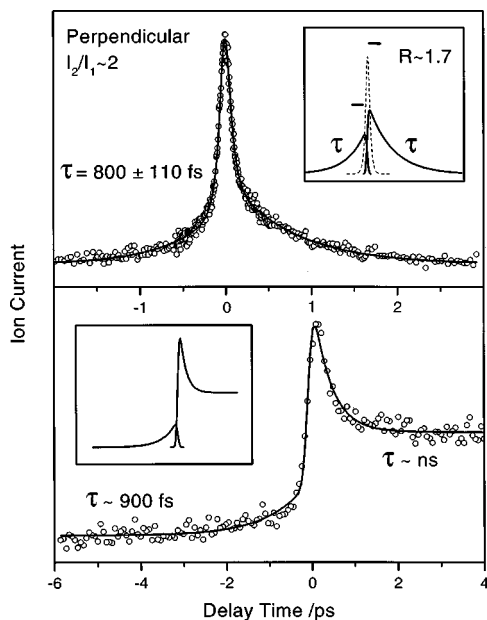 Perpendicular
I₂/I₁~2
R~1.7
τ
τ
τ = 800 ± 110 fs
-1
0
1
2
Ion Current
τ ~ 900 fs
τ ~ ns
-6
-4
-2
0
2
4
Delay Time /ps